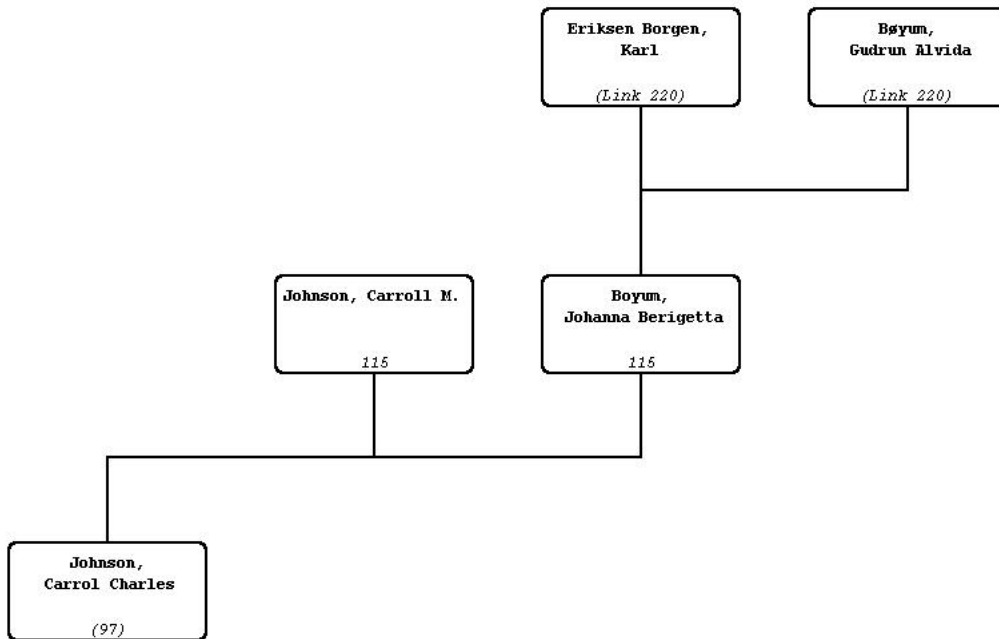 Eriksen Borgen,
Karl
(Link 220)
Bøyum,
Gudrun Alvida
(Link 220)
Johnson, Carroll M.
115
Boyum,
Johanna Berigetta
115
Johnson,
Carrol Charles
(97)